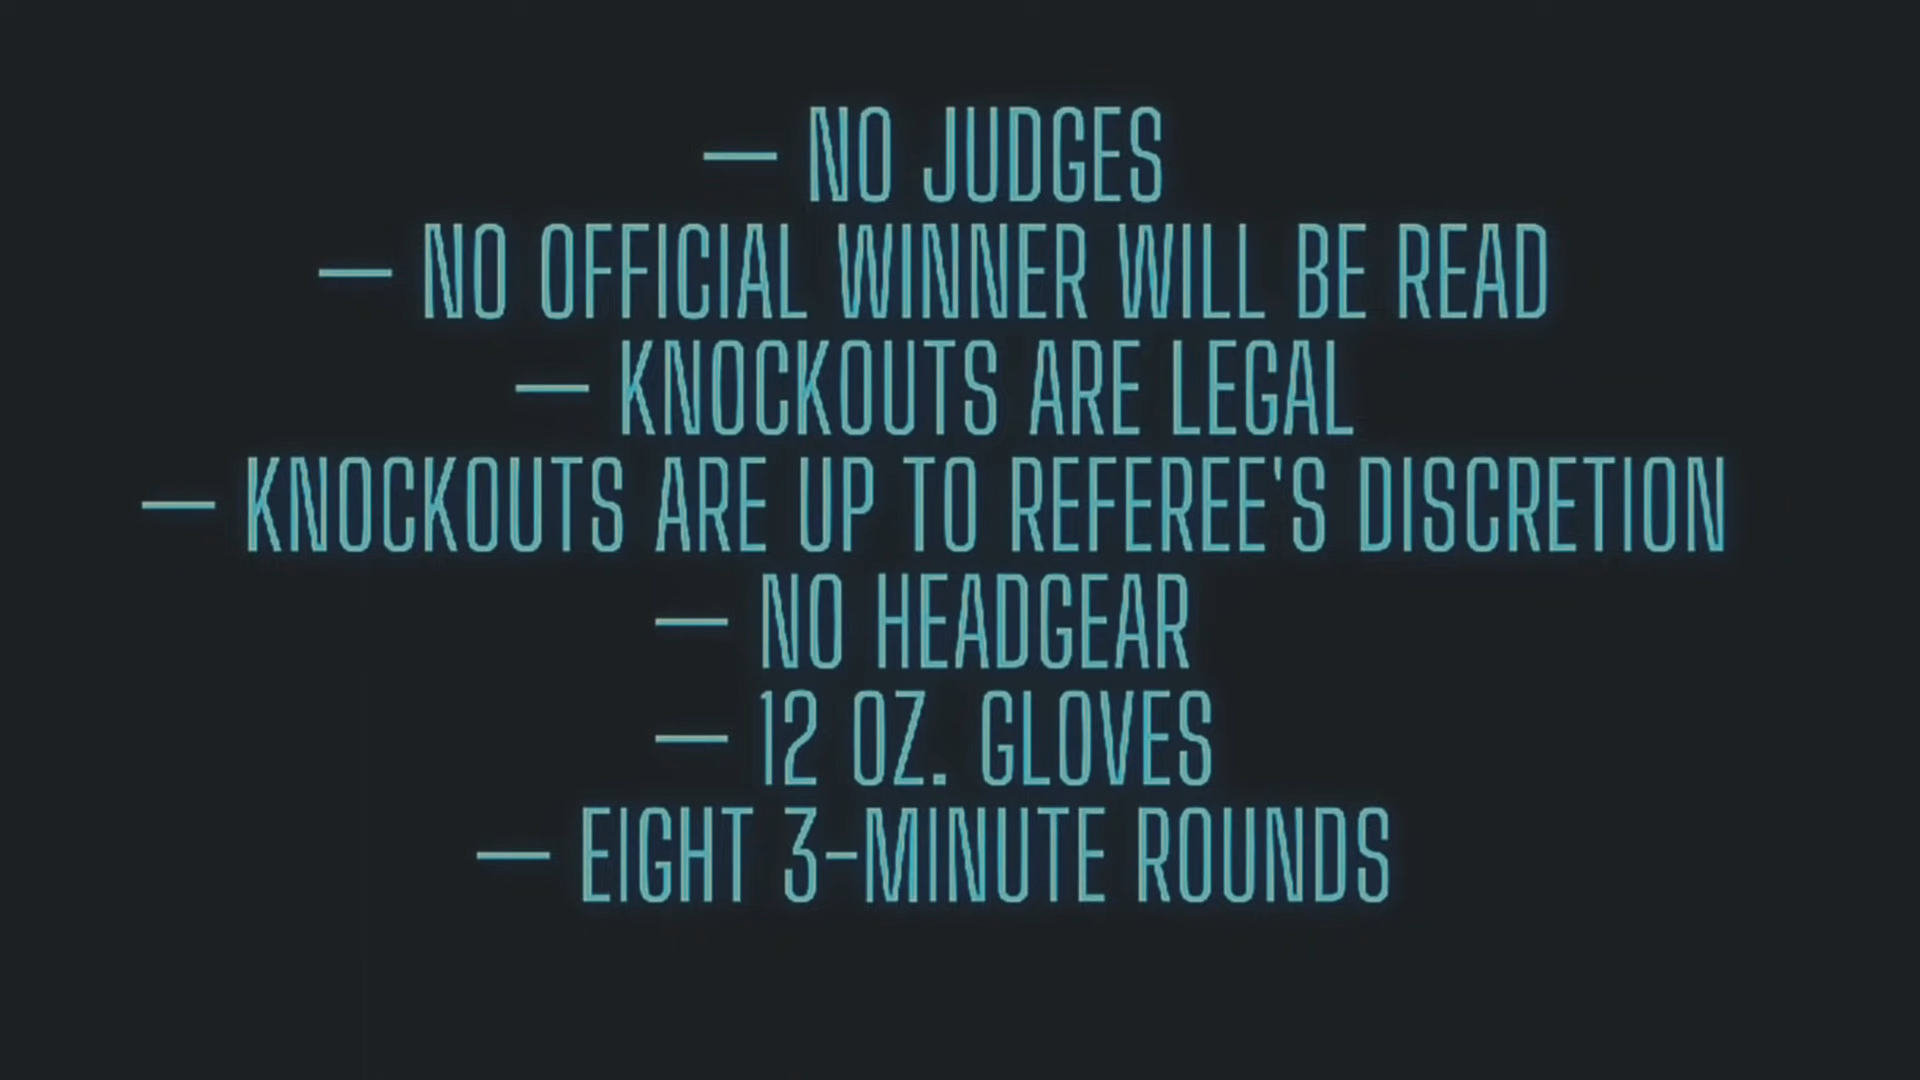 — NO JUDGES
— NO OFFICIAL WINNER WILL BE READ
— KNOCKOUTS ARE LEGAL
— KNOCKOUTS ARE UP TO REFEREE'S DISCRETION
— NO HEADGEAR
— 12 OZ. GLOVES
— EIGHT 3-MINUTE ROUNDS